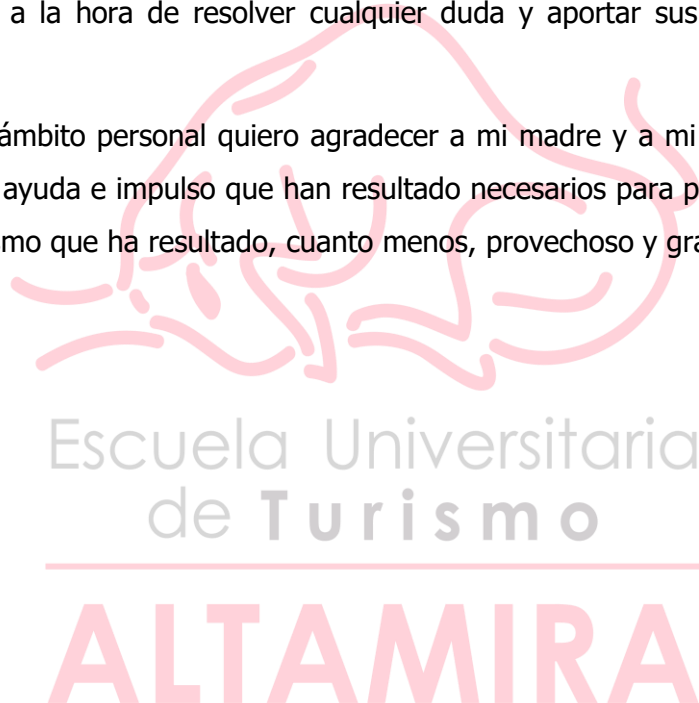 a la hora de resolver cualquier duda y aportar sus
ámbito personal quiero agradecer a mi madre y a mi
ayuda e impulso que han resultado necesarios para p
smo que ha resultado, cuanto menos, provechoso y gra
Escuela Universitaria
de Turismo
ALTAMIRA